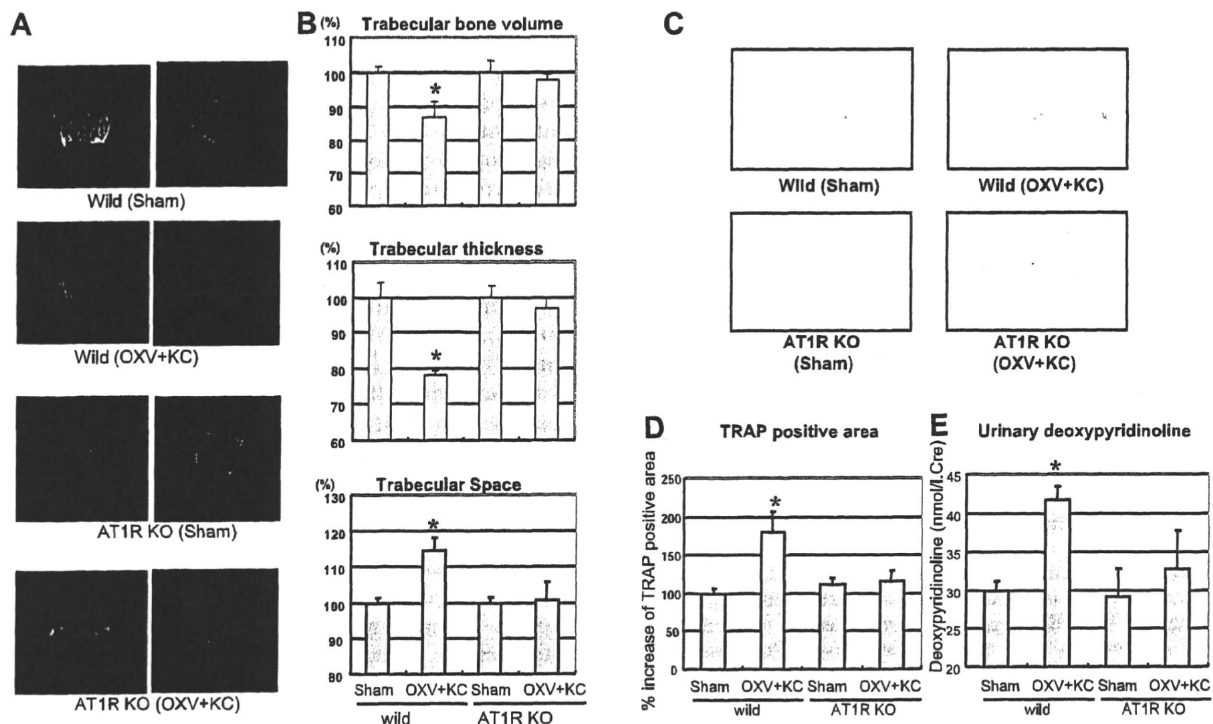 A
Wild (Sham)
Wild (OXV+KC)
AT1R KO (Sham)
AT1R KO (OXV+KC)
B
(%)
Trabecular bone volume
110
100
90
80
70
60
*
(%)
Trabecular thickness
110
100
90
80
70
60
*
(%)
Trabecular Space
130
120
110
100
90
80
*
Sham OXV+KC Sham OXV+KC
wild AT1R KO
C
Wild (Sham)
Wild (OXV+KC)
AT1R KO
(Sham)
AT1R KO
(OXV+KC)
D
TRAP positive area
% increase of TRAP positive area
250
200
150
100
50
0
*
Sham OXV+KC Sham OXV+KC
wild AT1R KO
E
Urinary deoxypyridinoline
Deoxypyridinoline (nmol/l.Cre)
45
40
35
30
25
20
*
Sham OXV+KC Sham OXV+KC
wild AT1R KO